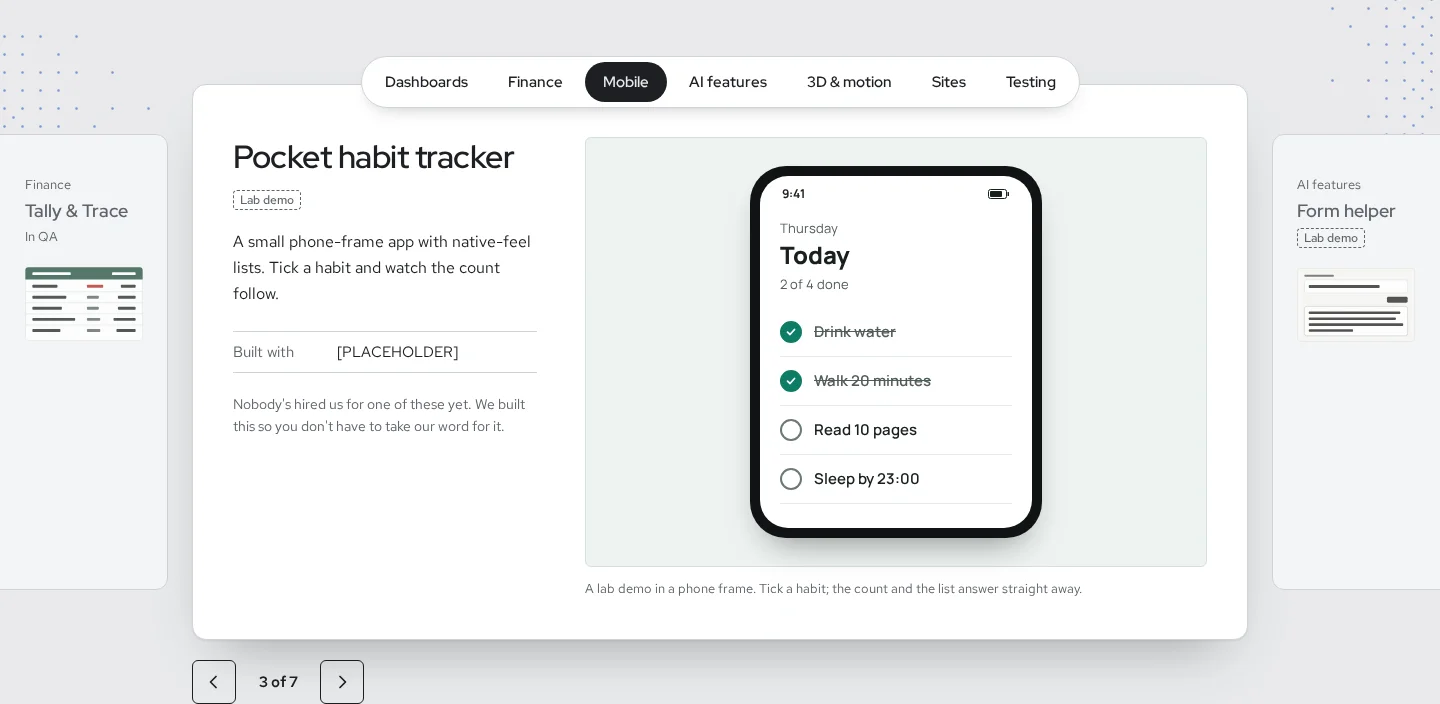 Dashboards
Finance
Mobile
AI features
3D & motion
Sites
Testing
Finance
Tally & Trace
In QA
Pocket habit tracker
Lab demo
A small phone-frame app with native-feel
lists. Tick a habit and watch the count
follow.
Built with [PLACEHOLDER]
Nobody's hired us for one of these yet. We built
this so you don't have to take our word for it.
9:41
Thursday
Today
2 of 4 done
Drink water
Walk 20 minutes
Read 10 pages
Sleep by 23:00
A lab demo in a phone frame. Tick a habit; the count and the list answer straight away.
AI features
Form helper
Lab demo
3 of 7